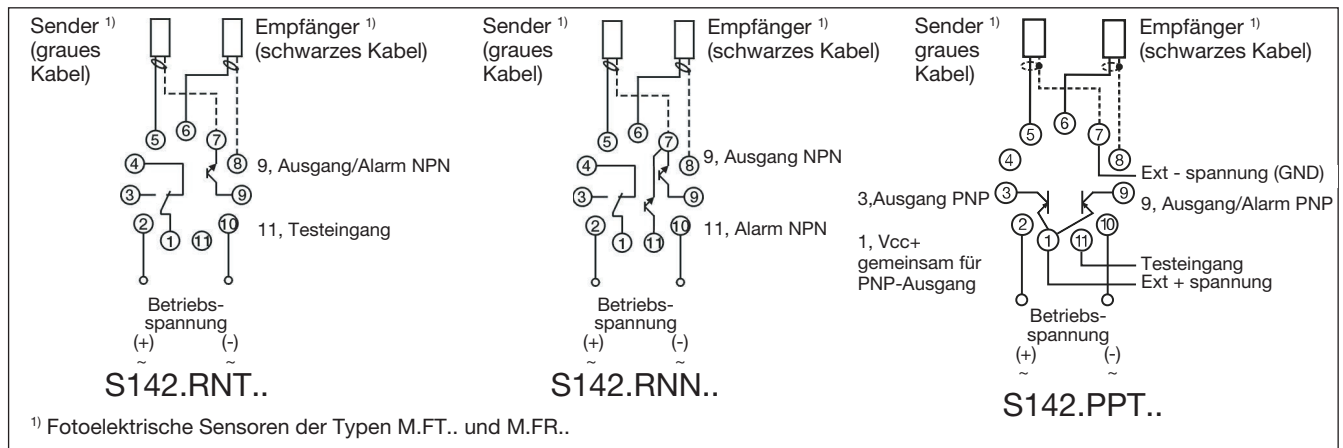 Sender 1)
(graues
Kabel)
Empfänger 1)
(schwarzes Kabel)
5
6
7
8
4
3
2
1
11
10
9
9, Ausgang/Alarm NPN
11, Testeingang
Betriebs-
spannung
(+) (-)
~ ~
S142.RNT..
Sender 1)
(graues
Kabel)
Empfänger 1)
(schwarzes Kabel)
5
6
7
8
4
3
2
1
11
10
9
9, Ausgang NPN
11, Alarm NPN
Betriebs-
spannung
(+) (-)
~ ~
S142.RNN..
Sender 1)
graues
Kabel)
Empfänger 1)
(schwarzes Kabel)
5
6
7
8
4
3
2
1
11
10
9
Ext - spannung (GND)
3,Ausgang PNP
9, Ausgang/Alarm PNP
1, Vcc+
gemeinsam für
PNP-Ausgang
Testeingang
Ext + spannung
Betriebs-
spannung
(+) (-)
~ ~
S142.PPT..
1) Fotoelektrische Sensoren der Typen M.FT.. und M.FR..